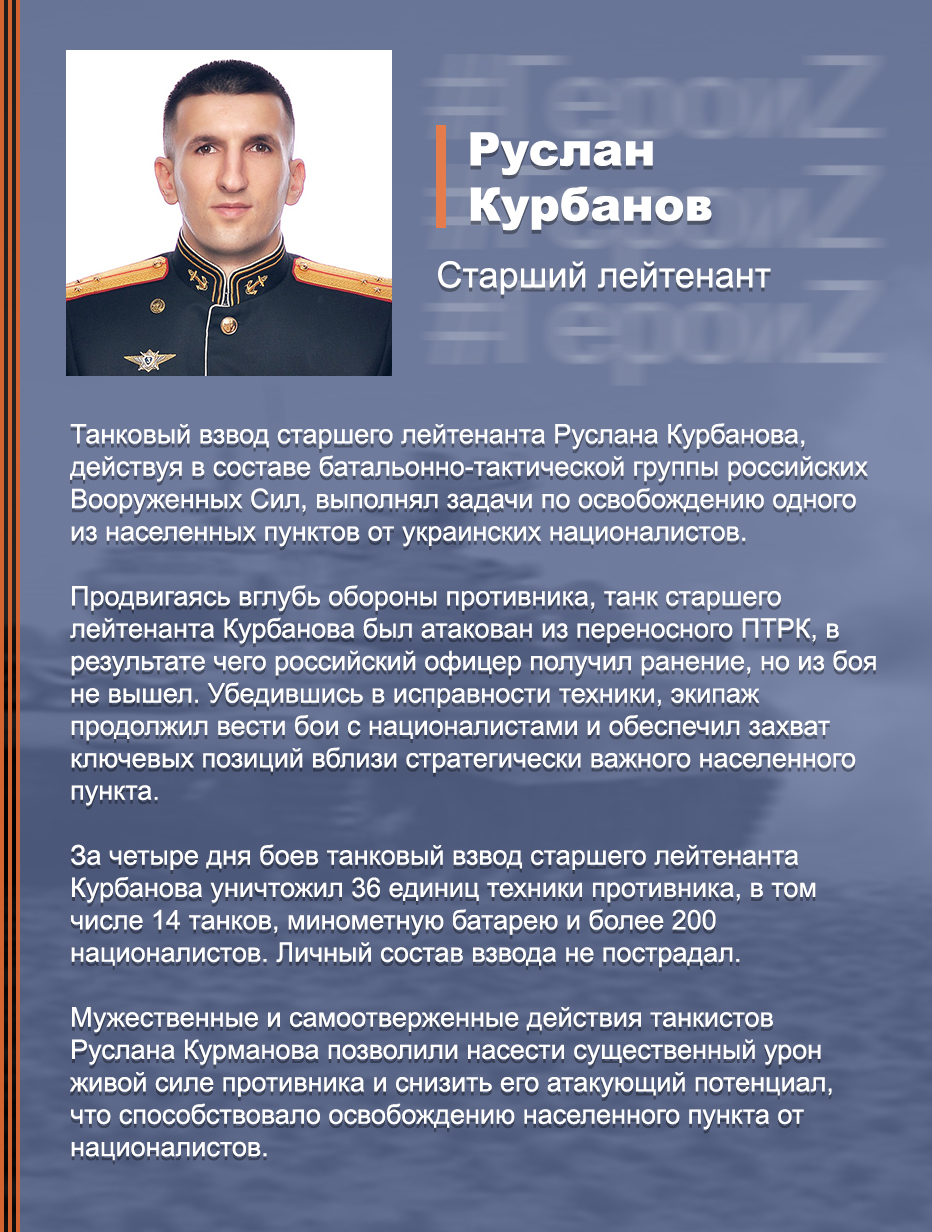 #ГероиZ
Руслан
#ГероиZ
Курбанов
Старший лейтенант
#ГероиZ
Танковый взвод старшего лейтенанта Руслана Курбанова,
действуя в составе батальонно-тактической группы российских
Вооруженных Сил, выполнял задачи по освобождению одного
из населенных пунктов от украинских националистов.
Продвигаясь вглубь обороны противника, танк старшего
лейтенанта Курбанова был атакован из переносного ПТРК, в
результате чего российский офицер получил ранение, но из боя
не вышел. Убедившись в исправности техники, экипаж
продолжил вести бои с националистами и обеспечил захват
ключевых позиций вблизи стратегически важного населенного
пункта.
За четыре дня боев танковый взвод старшего лейтенанта
Курбанова уничтожил 36 единиц техники противника, в том
числе 14 танков, минометную батарею и более 200
националистов. Личный состав взвода не пострадал.
Мужественные и самоотверженные действия танкистов
Руслана Курманова позволили насести существенный урон
живой силе противника и снизить его атакующий потенциал,
что способствовало освобождению населенного пункта от
националистов.